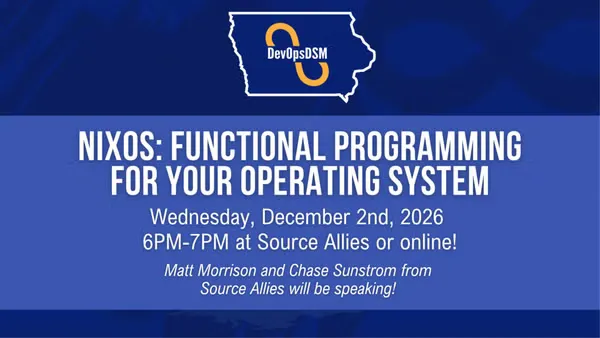 DevOpsDSM
NIXOS: FUNCTIONAL PROGRAMMING
FOR YOUR OPERATING SYSTEM
Wednesday, December 2nd, 2026
6PM-7PM at Source Allies or online!
Matt Morrison and Chase Sunstrom from
Source Allies will be speaking!